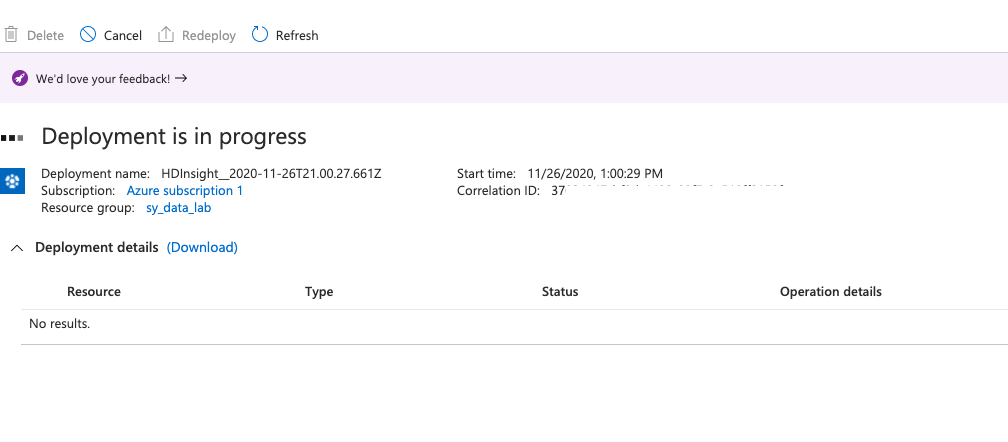 Delete Cancel Redeploy Refresh
We'd love your feedback! →
Deployment is in progress
Deployment name: HDInsight__2020-11-26T21.00.27.661Z Start time: 11/26/2020, 1:00:29 PM
Subscription: Azure subscription 1 Correlation ID: 37
Resource group: sy_data_lab
Deployment details (Download)
Resource Type Status Operation details
No results.